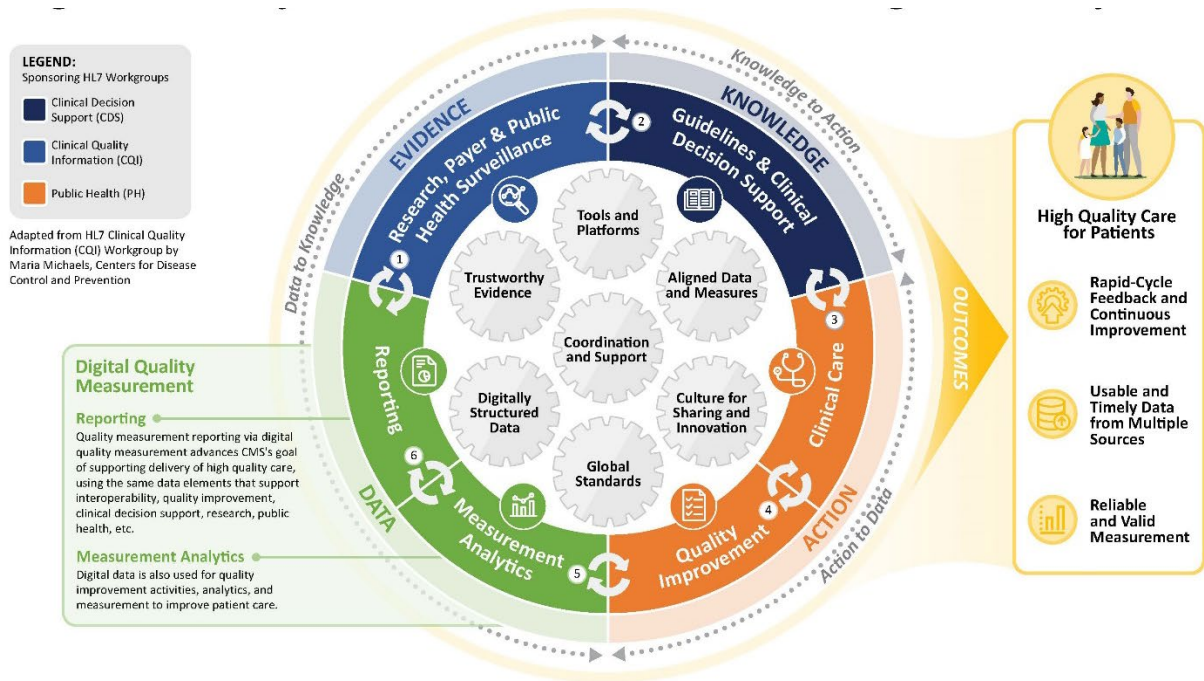 LEGEND:
Sponsoring HL7 Workgroups
Clinical Decision
Support (CDS)
Clinical Quality
Information (CQI)
Public Health (PH)
Adapted from HL7 Clinical Quality
Information (CQI) Workgroup by
Maria Michaels, Centers for Disease
Control and Prevention
Data to Knowledge
EVIDENCE
Research, Payer & Public
Health Surveillance
1
2
KNOWLEDGE
Knowledge to Action
Guidelines & Clinical
Decision Support
3
Clinical Care
ACTION
Action to Data
4
Quality
Improvement
5
Measurement
Analytics
DATA
6
Reporting
Tools and
Platforms
Trustworthy
Evidence
Aligned Data
and Measures
Coordination
and Support
Digitally
Structured
Data
Culture for
Sharing and
Innovation
Global
Standards
Digital Quality
Measurement
Reporting
Quality measurement reporting via digital
quality measurement advances CMS's goal
of supporting delivery of high quality care,
using the same data elements that support
interoperability, quality improvement,
clinical decision support, research, public
health, etc.
Measurement Analytics
Digital data is also used for quality
improvement activities, analytics, and
measurement to improve patient care.
OUTCOMES
High Quality Care
for Patients
Rapid-Cycle
Feedback and
Continuous
Improvement
Usable and
Timely Data
from Multiple
Sources
Reliable
and Valid
Measurement